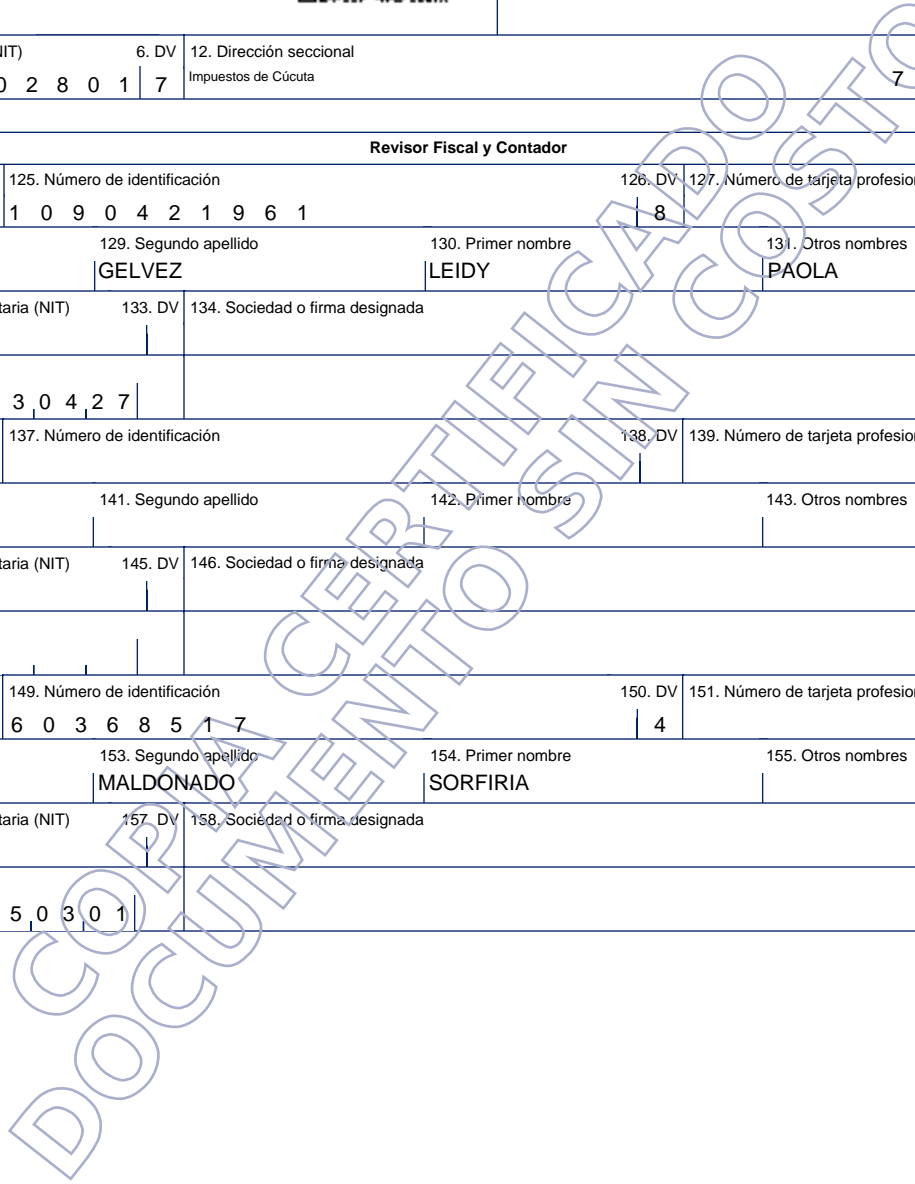 NIT) 6. DV 12. Dirección seccional
0 2 8 0 1 7 Impuestos de Cúcuta 7
Revisor Fiscal y Contador
125. Número de identificación 126. DV 127. Número de tarjeta profesion
1 0 9 0 4 2 1 9 6 1 8
129. Segundo apellido 130. Primer nombre 131. Otros nombres
GELVEZ LEIDY PAOLA
taria (NIT) 133. DV 134. Sociedad o firma designada
3 0 4 2 7
137. Número de identificación 138. DV 139. Número de tarjeta profesion
141. Segundo apellido 142. Primer nombre 143. Otros nombres
taria (NIT) 145. DV 146. Sociedad o firma designada
149. Número de identificación 150. DV 151. Número de tarjeta profesion
6 0 3 6 8 5 1 7 4
153. Segundo apellido 154. Primer nombre 155. Otros nombres
MALDONADO SORFIRIA
taria (NIT) 157. DV 158. Sociedad o firma designada
5 0 3 0 1
COPIA CERTIFICADO
DOCUMENTO SIN COSTO